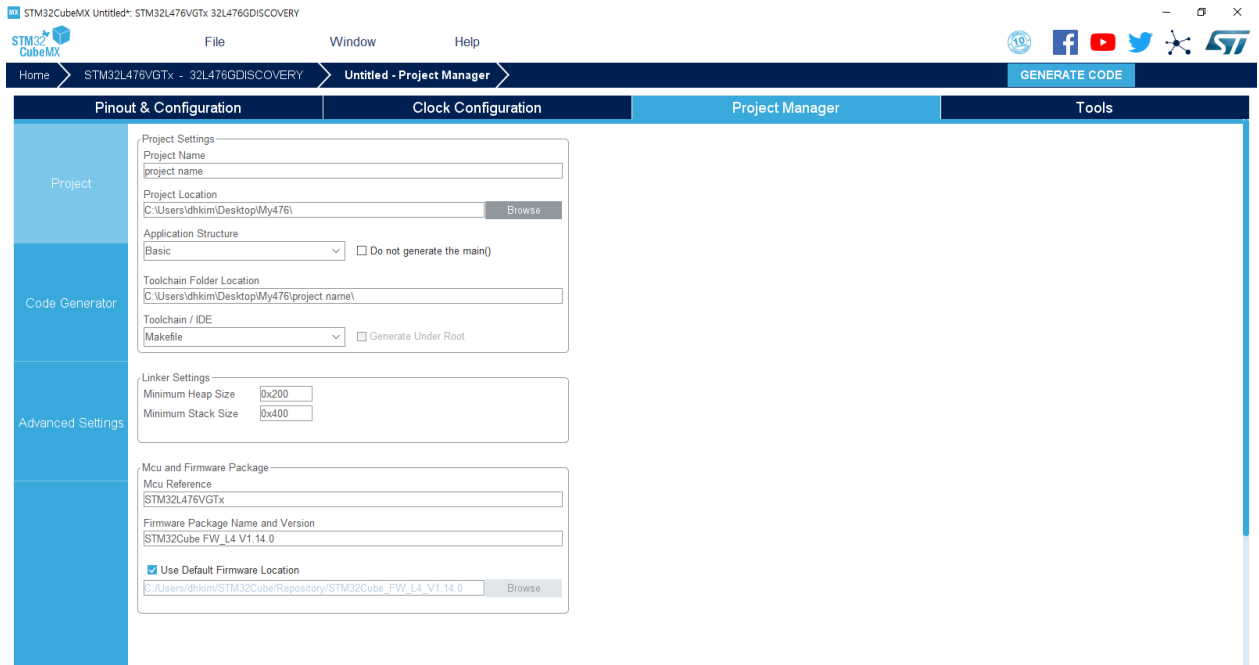 MX STM32CubeMX Untitled*: STM32L476VGTx 32L476GDISCOVERY
STM32 CubeMX
File Window Help
10
Home STM32L476VGTx - 32L476GDISCOVERY Untitled - Project Manager GENERATE CODE
Pinout & Configuration Clock Configuration Project Manager Tools
Project
Code Generator
Advanced Settings
Project Settings
Project Name
project name
Project Location
C:\Users\dhkim\Desktop\My476\ Browse
Application Structure
Basic Do not generate the main()
Toolchain Folder Location
C:\Users\dhkim\Desktop\My476\project name\
Toolchain / IDE
Makefile Generate Under Root
Linker Settings
Minimum Heap Size 0x200
Minimum Stack Size 0x400
Mcu and Firmware Package
Mcu Reference
STM32L476VGTx
Firmware Package Name and Version
STM32Cube FW_L4 V1.14.0
Use Default Firmware Location
C:/Users/dhkim/STM32Cube/Repository/STM32Cube_FW_L4_V1.14.0 Browse